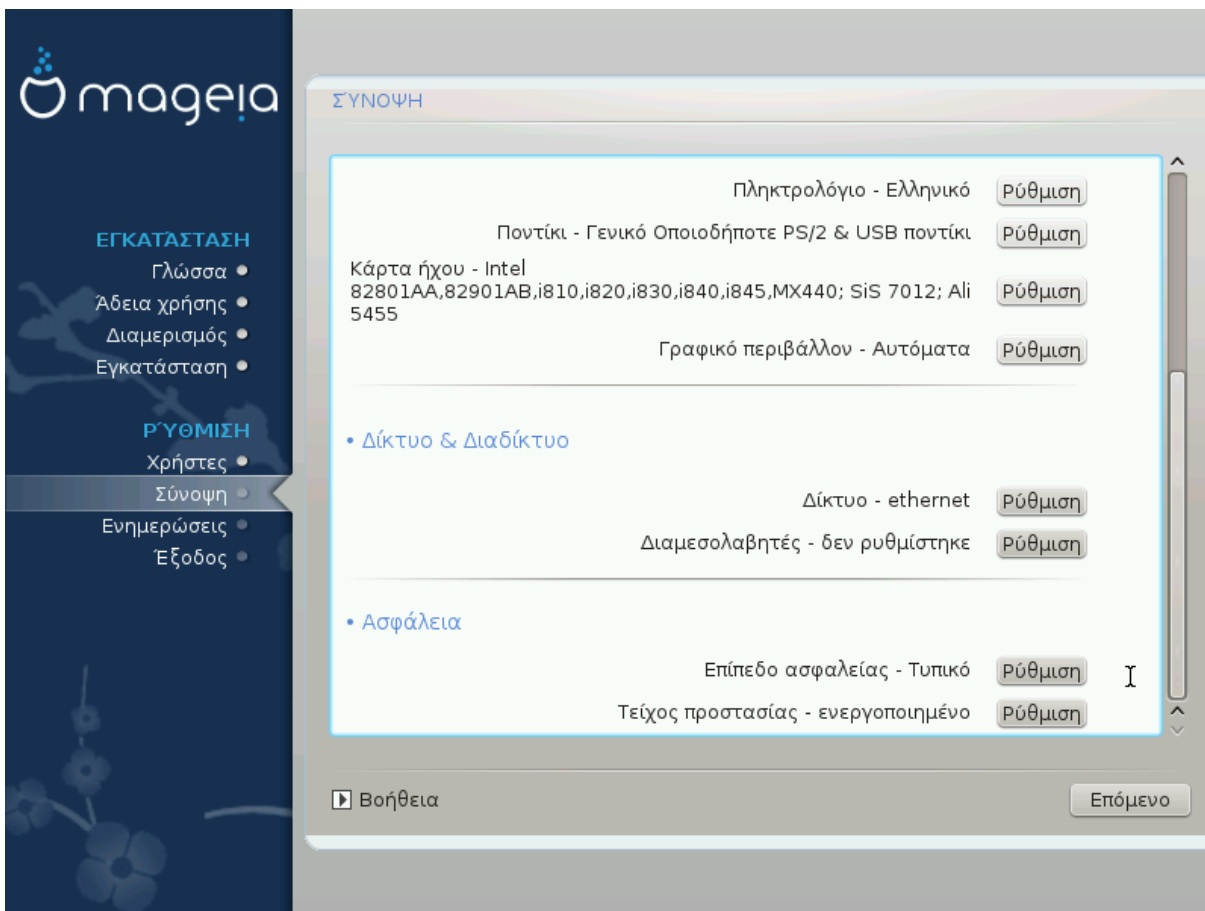 mageia
ΕΓΚΑΤΆΣΤΑΣΗ
Γλώσσα
Άδεια χρήσης
Διαμερισμός
Εγκατάσταση
ΡΎΘΜΙΣΗ
Χρήστες
Σύνοψη
Ενημερώσεις
Έξοδος
ΣΎΝΟΨΗ
Πληκτρολόγιο - Ελληνικό Ρύθμιση
Ποντίκι - Γενικό Οποιοδήποτε PS/2 & USB ποντίκι Ρύθμιση
Κάρτα ήχου - Intel
82801AA,82901AB,i810,i820,i830,i840,i845,MX440; SiS 7012; Ali Ρύθμιση
5455
Γραφικό περιβάλλον - Αυτόματα Ρύθμιση
• Δίκτυο & Διαδίκτυο
Δίκτυο - ethernet Ρύθμιση
Διαμεσολαβητές - δεν ρυθμίστηκε Ρύθμιση
• Ασφάλεια
Επίπεδο ασφαλείας - Τυπικό Ρύθμιση
Τείχος προστασίας - ενεργοποιημένο Ρύθμιση
Βοήθεια
Επόμενο